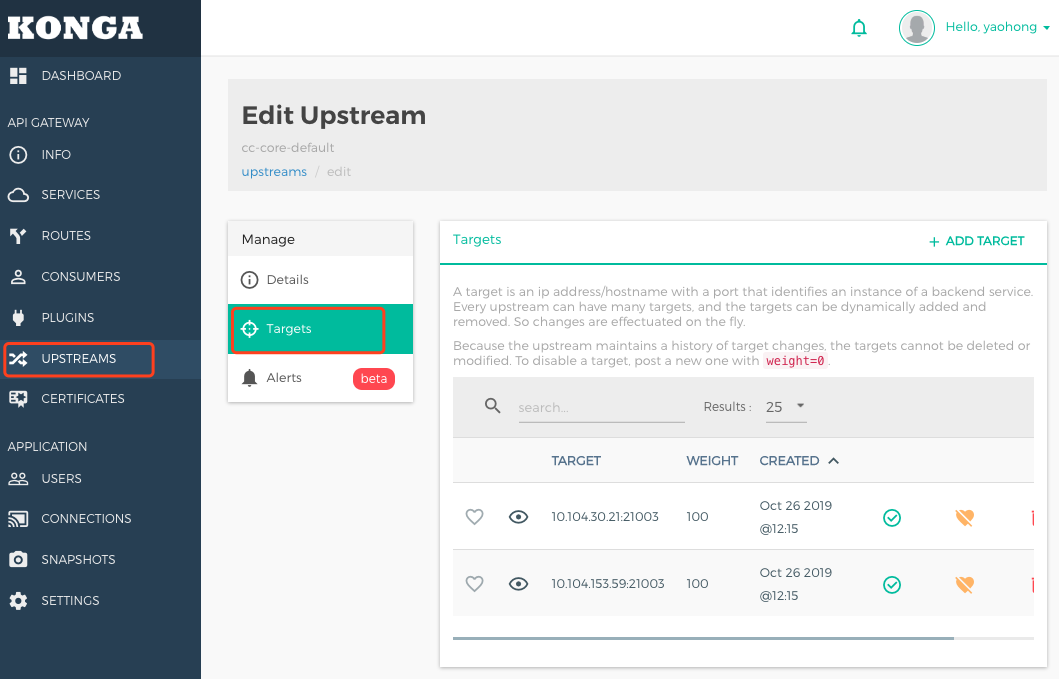 KONGA
Hello, yaohong
DASHBOARD
API GATEWAY
INFO
SERVICES
ROUTES
CONSUMERS
PLUGINS
UPSTREAMS
CERTIFICATES
APPLICATION
USERS
CONNECTIONS
SNAPSHOTS
SETTINGS
Edit Upstream
cc-core-default
upstreams / edit
Manage
Details
Targets
Alerts beta
Targets
+ ADD TARGET
A target is an ip address/hostname with a port that identifies an instance of a backend service.
Every upstream can have many targets, and the targets can be dynamically added and
removed. So changes are effectuated on the fly.
Because the upstream maintains a history of target changes, the targets cannot be deleted or
modified. To disable a target, post a new one with weight=0.
search... Results : 25
TARGET WEIGHT CREATED
10.104.30.21:21003 100 Oct 26 2019
@12:15
10.104.153.59:21003 100 Oct 26 2019
@12:15